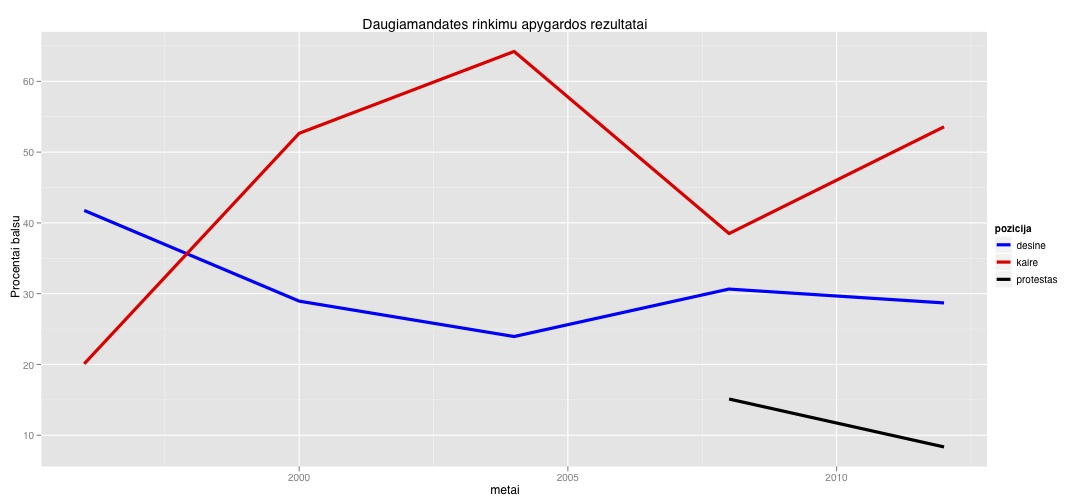 Daugiamandates rinkimu apygardos rezultatai
Procentai balsu
60
50
40
30
20
10
2000
2005
2010
metai
pozicija
desine
kaire
protestas